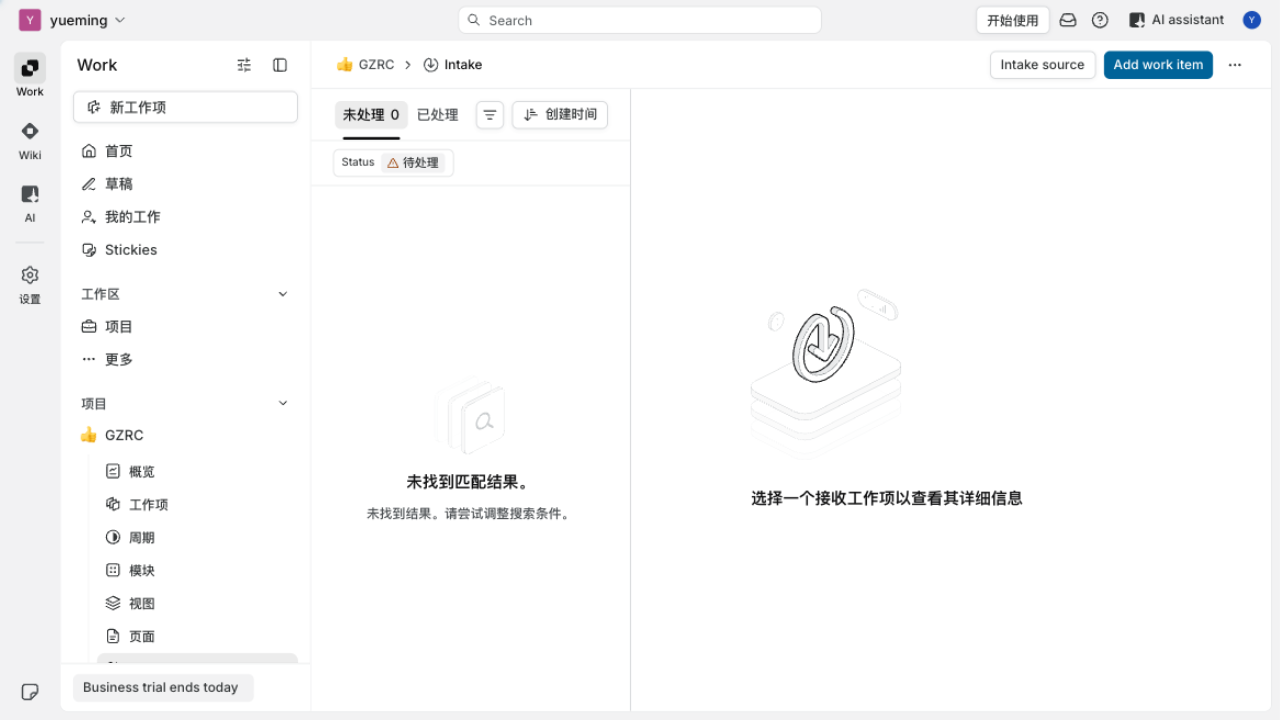 Y yueming
Search
开始使用
AI assistant
Y
Work
Wiki
AI
设置
Work
新工作项
首页
草稿
我的工作
Stickies
工作区
项目
更多
项目
👍 GZRC
概览
工作项
周期
模块
视图
页面
Business trial ends today
👍 GZRC > Intake
Intake source
Add work item
未处理 0
已处理
创建时间
Status 待处理
未找到匹配结果。
未找到结果。请尝试调整搜索条件。
选择一个接收工作项以查看其详细信息